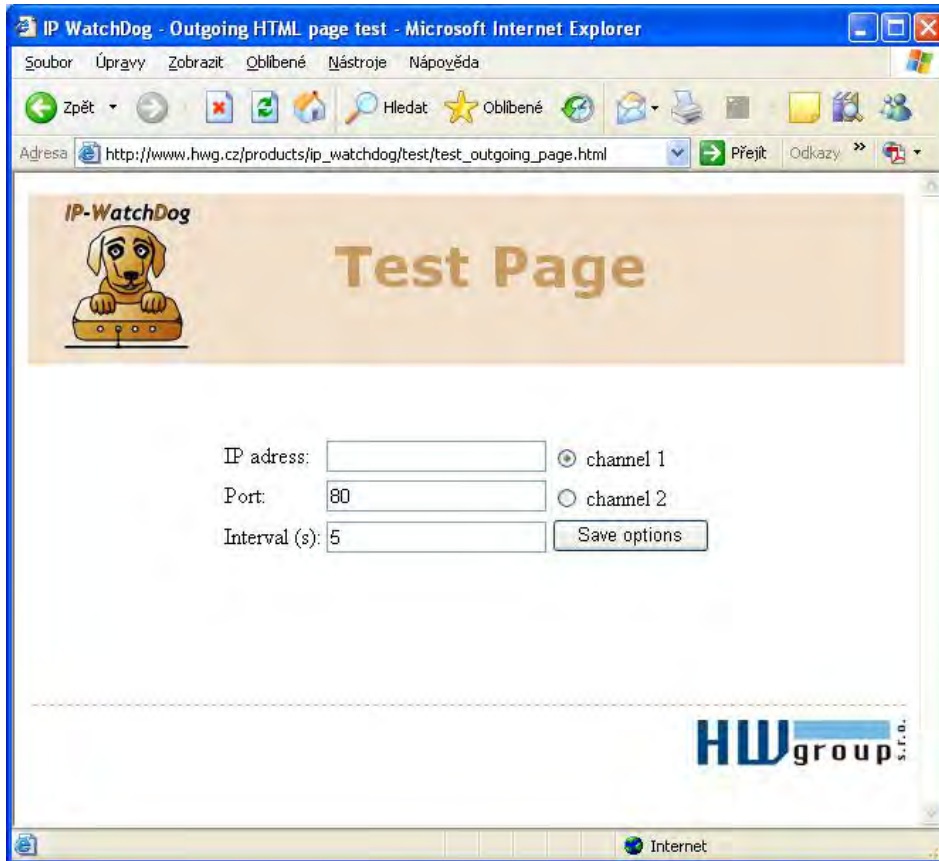 IP WatchDog - Outgoing HTML page test - Microsoft Internet Explorer
Soubor Úpravy Zobrazit Oblíbené Nástroje Nápověda
Zpět Hledat Oblíbené
Adresa http://www.hwg.cz/products/ip_watchdog/test/test_outgoing_page.html Přejít Odkazy »
IP-WatchDog
Test Page
IP adress: channel 1
Port: 80 channel 2
Interval (s): 5 Save options
HW group s.r.o.
Internet